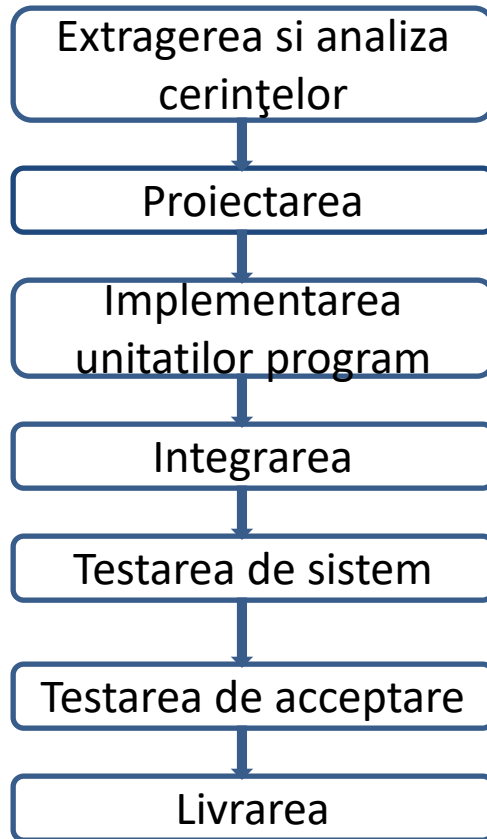 Extragerea si analiza
cerinţelor
Proiectarea
Implementarea
unitatilor program
Integrarea
Testarea de sistem
Testarea de acceptare
Livrarea